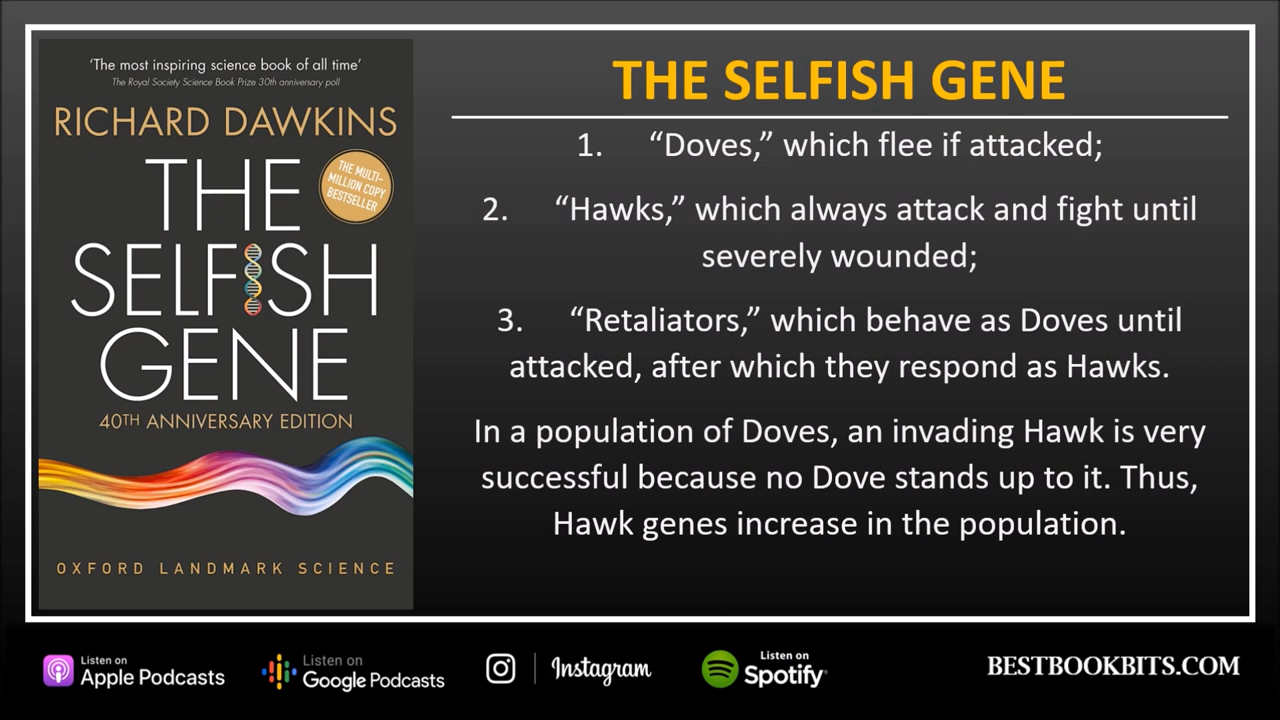 ‘The most inspiring science book of all time’
The Royal Society Science Book Prize 30th anniversary poll
RICHARD DAWKINS
THE
SELFISH
GENE
THE MULTI-
MILLION COPY
BESTSELLER
40TH ANNIVERSARY EDITION
OXFORD LANDMARK SCIENCE
THE SELFISH GENE
1. “Doves,” which flee if attacked;
2. “Hawks,” which always attack and fight until
severely wounded;
3. “Retaliators,” which behave as Doves until
attacked, after which they respond as Hawks.
In a population of Doves, an invading Hawk is very
successful because no Dove stands up to it. Thus,
Hawk genes increase in the population.
Listen on
Apple Podcasts
Listen on
Google Podcasts
Instagram
Listen on
Spotify
BESTBOOKBITS.COM